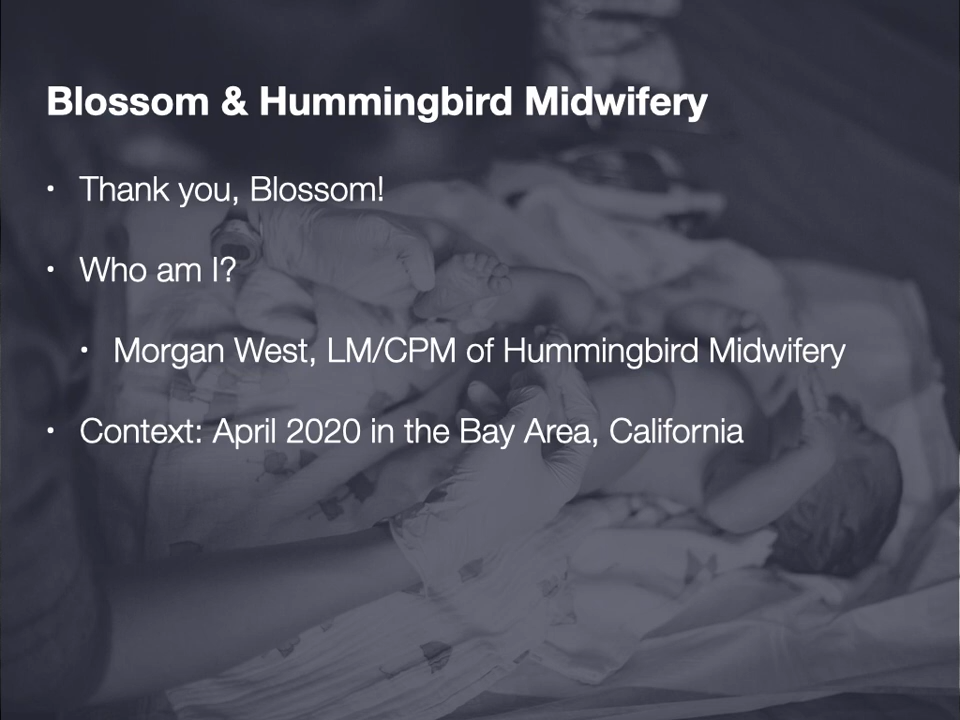 Blossom & Hummingbird Midwifery
• Thank you, Blossom!
• Who am I?
• Morgan West, LM/CPM of Hummingbird Midwifery
• Context: April 2020 in the Bay Area, California